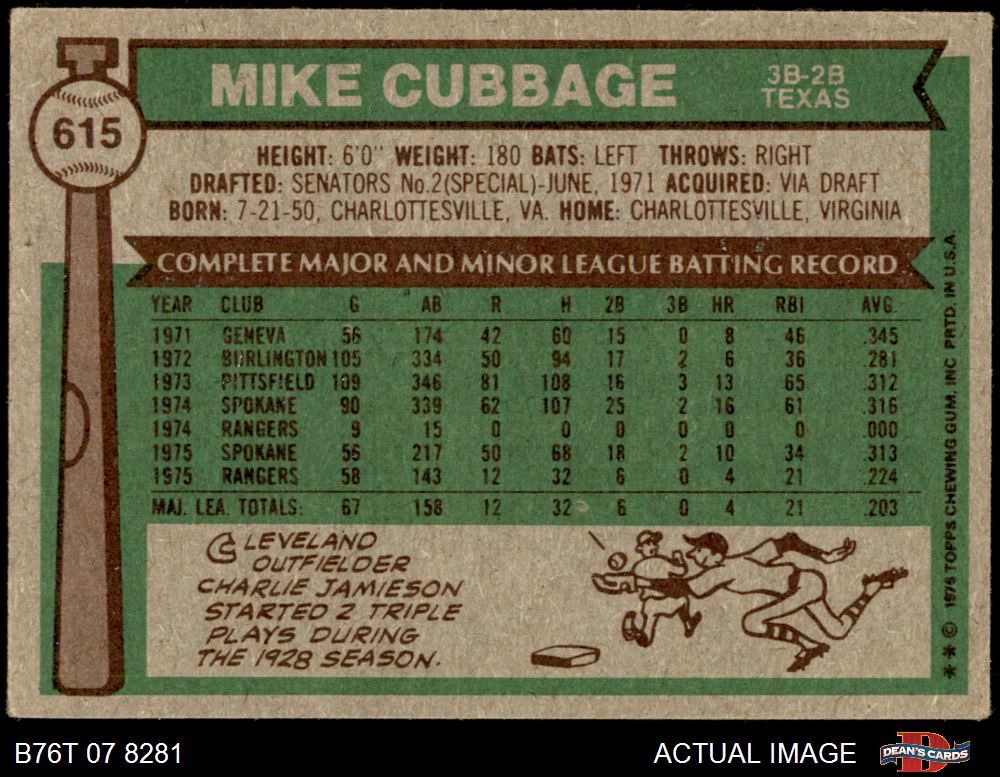 615
MIKE CUBBAGE
3B-2B
TEXAS
HEIGHT: 6'0" WEIGHT: 180 BATS: LEFT THROWS: RIGHT
DRAFTED: SENATORS No.2(SPECIAL)-JUNE, 1971 ACQUIRED: VIA DRAFT
BORN: 7-21-50, CHARLOTTESVILLE, VA. HOME: CHARLOTTESVILLE, VIRGINIA
COMPLETE MAJOR AND MINOR LEAGUE BATTING RECORD
YEAR CLUB G AB R H 2B 3B HR RBI AVG.
1971 GENEVA 56 174 42 60 15 0 8 46 .345
1972 BURLINGTON 105 334 50 94 17 2 6 36 .281
1973 PITTSFIELD 109 346 81 108 16 3 13 65 .312
1974 SPOKANE 90 339 62 107 25 2 16 61 .316
1974 RANGERS 9 15 0 0 0 0 0 0 .000
1975 SPOKANE 56 217 50 68 18 2 10 34 .313
1975 RANGERS 58 143 12 32 6 0 4 21 .224
MAJ. LEA. TOTALS: 67 158 12 32 6 0 4 21 .203
CLEVELAND
OUTFIELDER
CHARLIE JAMIESON
STARTED 2 TRIPLE
PLAYS DURING
THE 1928 SEASON.
** © 1976 TOPPS CHEWING GUM, INC PRTD. IN U.S.A.
B76T 07 8281
ACTUAL IMAGE
DEAN'S CARDS